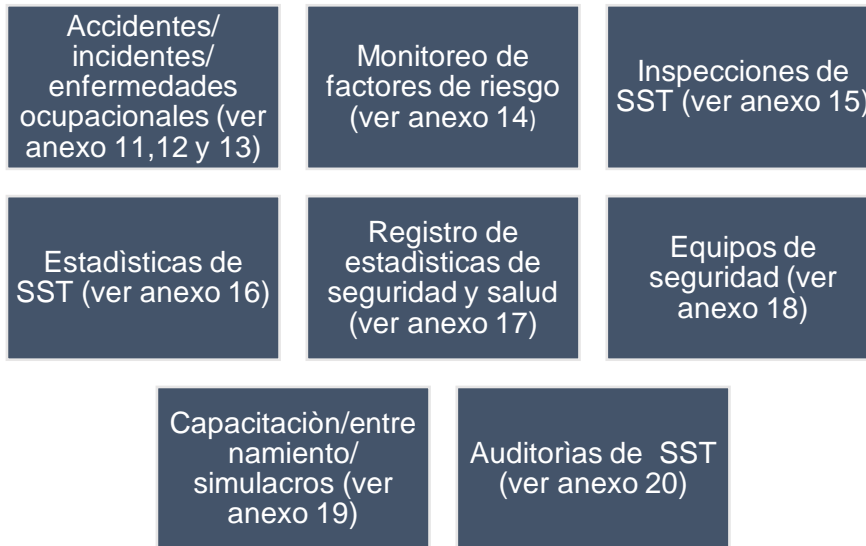 Accidentes/
incidentes/
enfermedades
ocupacionales (ver
anexo 11,12 y 13)
Monitoreo de
factores de riesgo
(ver anexo 14)
Inspecciones de
SST (ver anexo 15)
Estadìsticas de
SST (ver anexo 16)
Registro de
estadìsticas de
seguridad y salud
(ver anexo 17)
Equipos de
seguridad (ver
anexo 18)
Capacitaciòn/entre
namiento/
simulacros (ver
anexo 19)
Auditorìas de  SST
(ver anexo 20)